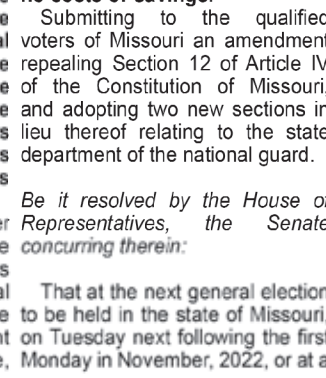 no costs or savings.
Submitting to the qualified
voters of Missouri an amendment
repealing Section 12 of Article IV
of the Constitution of Missouri,
and adopting two new sections in
lieu thereof relating to the state
department of the national guard.
Be it resolved by the House of
Representatives, the Senate
concurring therein:
That at the next general election
to be held in the state of Missouri,
on Tuesday next following the first
Monday in November, 2022, or at a